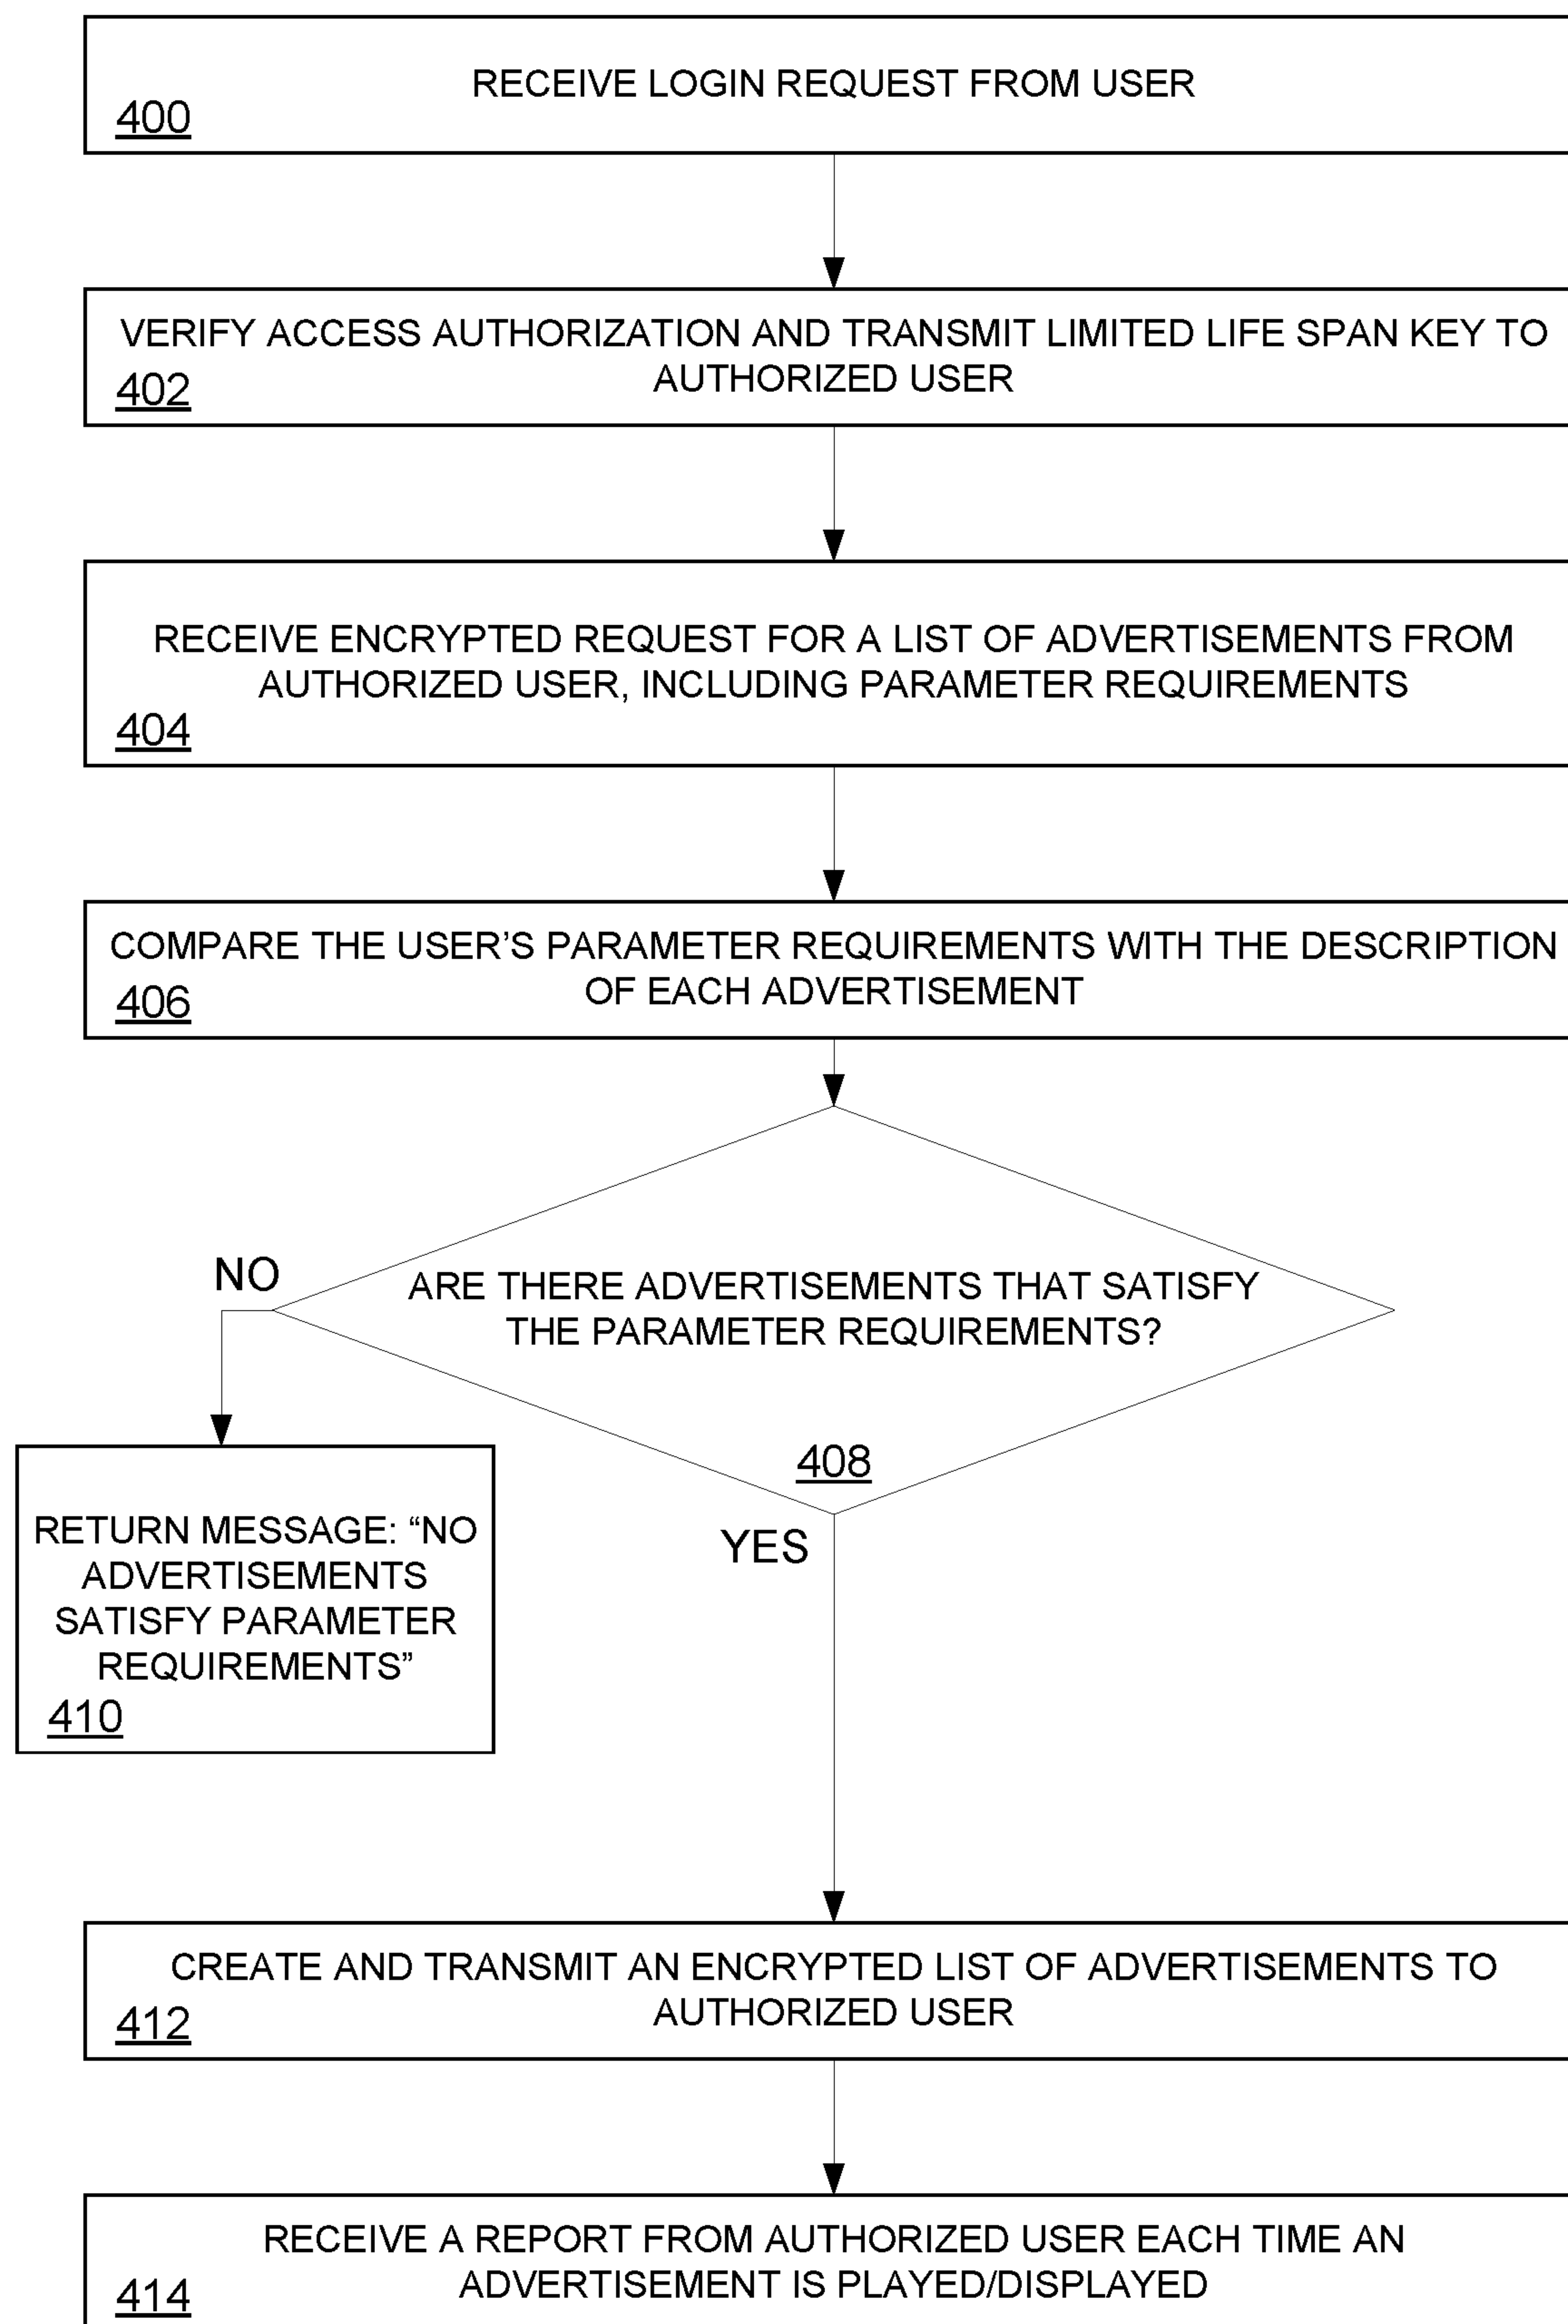 RECEIVE LOGIN REQUEST FROM USER
400
VERIFY ACCESS AUTHORIZATION AND TRANSMIT LIMITED LIFE SPAN KEY TO
AUTHORIZED USER
402
RECEIVE ENCRYPTED REQUEST FOR A LIST OF ADVERTISEMENTS FROM
AUTHORIZED USER, INCLUDING PARAMETER REQUIREMENTS
404
COMPARE THE USER’S PARAMETER REQUIREMENTS WITH THE DESCRIPTION
OF EACH ADVERTISEMENT
406
NO
ARE THERE ADVERTISEMENTS THAT SATISFY
THE PARAMETER REQUIREMENTS?
408
YES
RETURN MESSAGE: “NO
ADVERTISEMENTS
SATISFY PARAMETER
REQUIREMENTS”
410
CREATE AND TRANSMIT AN ENCRYPTED LIST OF ADVERTISEMENTS TO
AUTHORIZED USER
412
RECEIVE A REPORT FROM AUTHORIZED USER EACH TIME AN
ADVERTISEMENT IS PLAYED/DISPLAYED
414